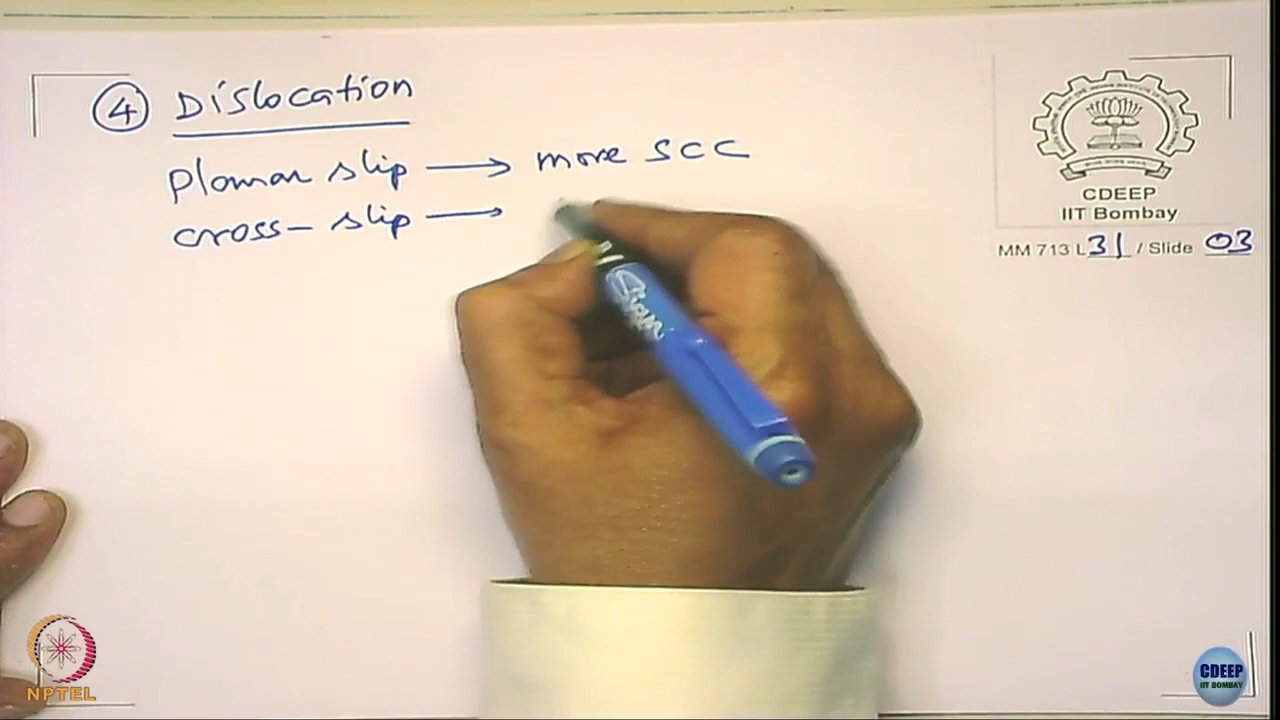 ④ Dislocation
Planar slip → more SCC
cross-slip →
CDEEP
IIT Bombay
MM 713 L31 / Slide 03
NPTEL
CDEEP
IIT BOMBAY